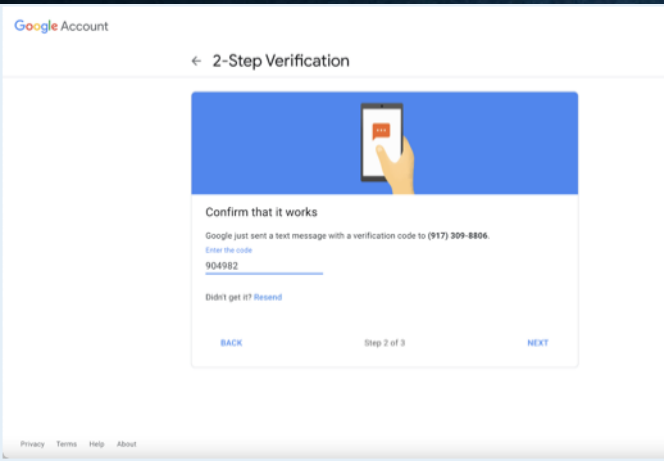 Google Account
2-Step Verification
Confirm that it works
Google just sent a text message with a verification code to (917) 309-8806.
Enter the code
904982
Didn't get it? Resend
BACK
Step 2 of 3
NEXT
Privacy Terms Help About